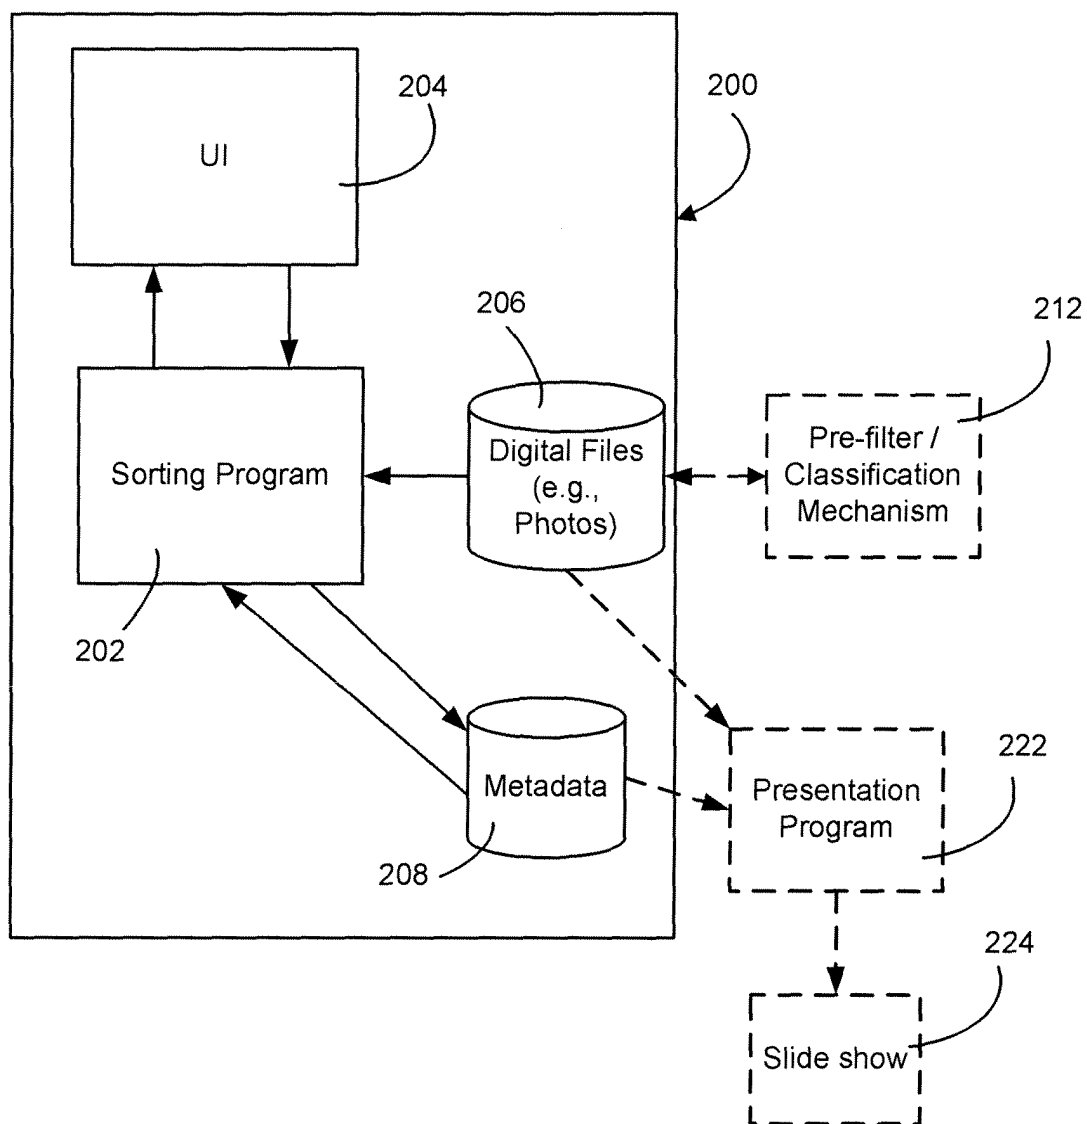 204
200
UI
206
212
Pre-filter /
Classification
Mechanism
Digital Files
(e.g.,
Photos)
Sorting Program
202
222
Metadata
Presentation
Program
208
224
Slide show